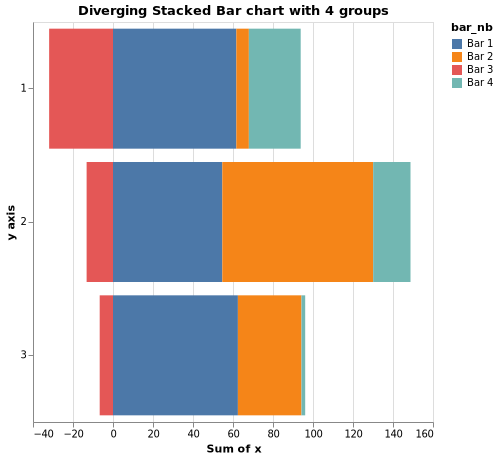 Diverging Stacked Bar chart with 4 groups
bar_nb
Bar 1
Bar 2
Bar 3
Bar 4
y axis
1
2
3
−40 −20 0 20 40 60 80 100 120 140 160
Sum of x